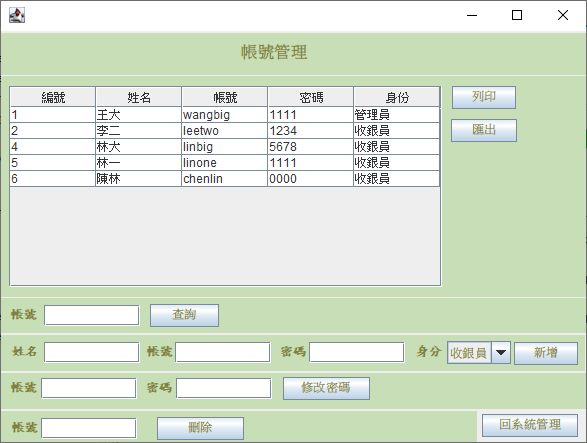 帳號管理
編號 姓名 帳號 密碼 身份 列印
1 王大 wangbig 1111 管理員
2 李二 leetwo 1234 收銀員 匯出
4 林大 linbig 5678 收銀員
5 林一 linone 1111 收銀員
6 陳林 chenlin 0000 收銀員
帳號 查詢
姓名 帳號 密碼 身分 收銀員 新增
帳號 密碼 修改密碼
帳號 刪除 回系統管理